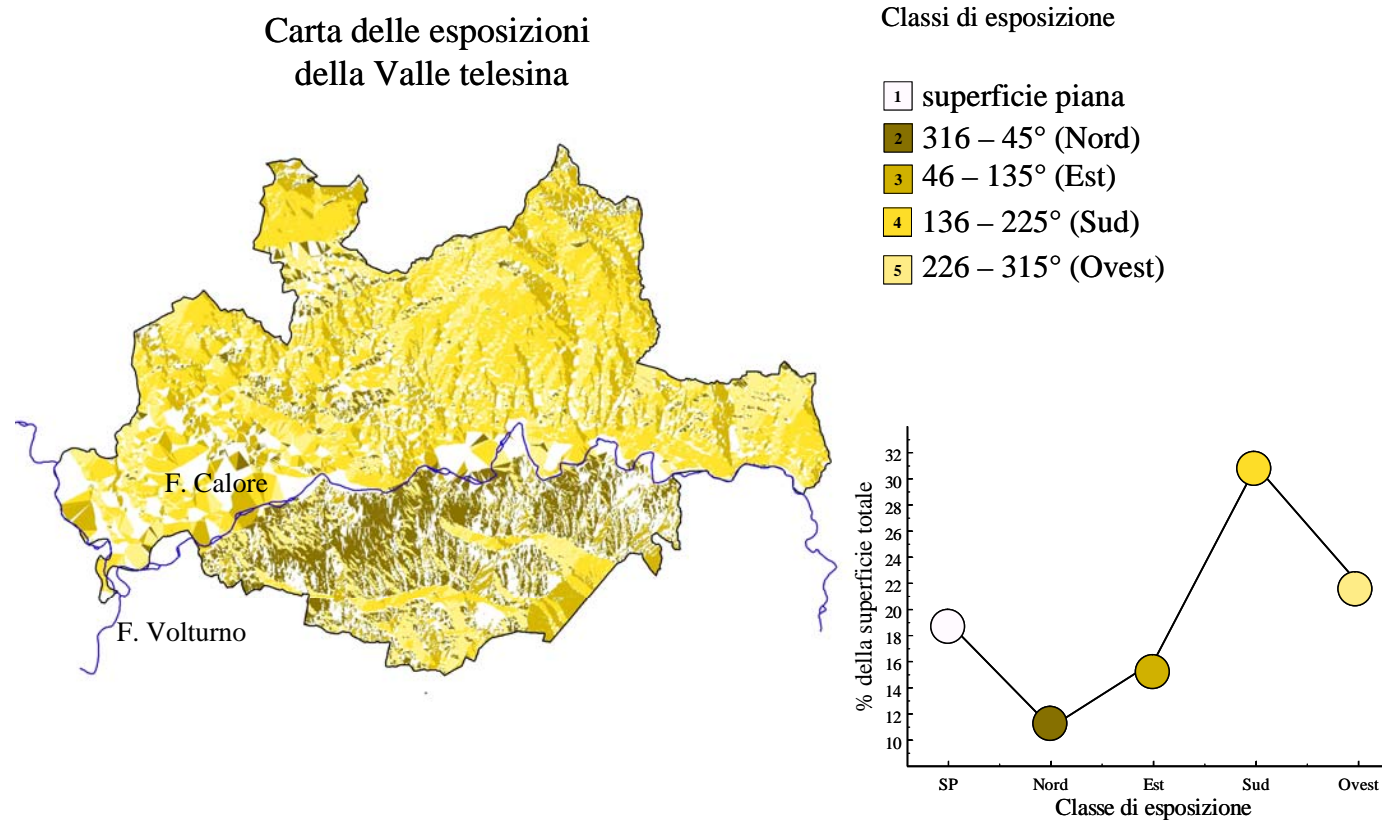 Carta delle esposizioni
della Valle telesina
Classi di esposizione
1 superficie piana
2 316 – 45° (Nord)
3 46 – 135° (Est)
4 136 – 225° (Sud)
5 226 – 315° (Ovest)
F. Calore
F. Volturno
% della superficie totale
32
30
28
26
24
22
20
18
16
14
12
10
SP Nord Est Sud Ovest
Classe di esposizione